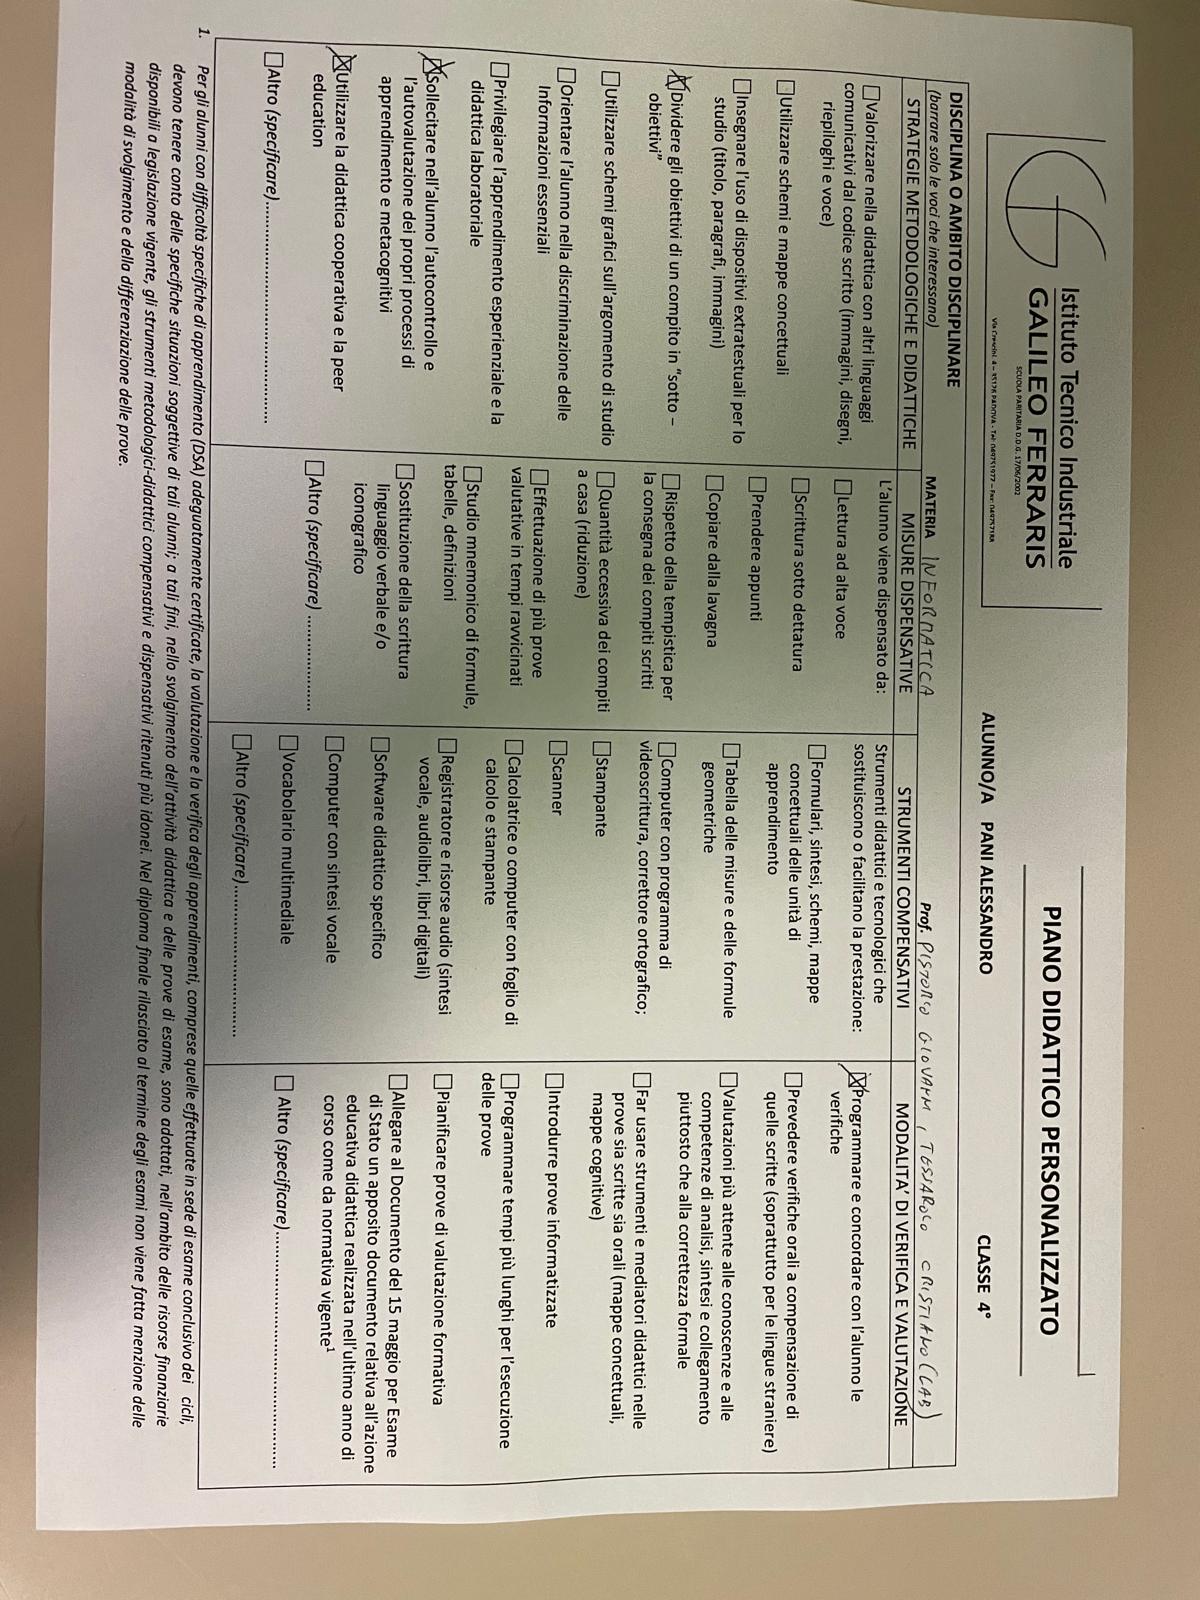 Istituto Tecnico Industriale
GALILEO FERRARIS
SCUOLA PARITARIA D.D.G. 17/06/2002
PIANO DIDATTICO PERSONALIZZATO
ALUNNO/A PANI ALESSANDRO CLASSE 4°
DISCIPLINA O AMBITO DISCIPLINARE
(barrare solo le voci che interessano)
MATERIA INFORMATICA
Prof. GIOVANNI, CRISTIANO (LAB)
STRATEGIE METODOLOGICHE E DIDATTICHE
☐Valorizzare nella didattica con altri linguaggi
comunicativi dal codice scritto (immagini, disegni,
riepiloghi e voce)
☐Utilizzare schemi e mappe concettuali
☐Insegnare l'uso di dispositivi extratestuali per lo
studio (titolo, paragrafi, immagini)
☒Dividere gli obiettivi di un compito in "sotto –
obiettivi"
☐Utilizzare schemi grafici sull'argomento di studio
☐Orientare l'alunno nella discriminazione delle
Informazioni essenziali
☐Privilegiare l'apprendimento esperienziale e la
didattica laboratoriale
☒Sollecitare nell'alunno l'autocontrollo e
l'autovalutazione dei propri processi di
apprendimento e metacognitivi
☒Utilizzare la didattica cooperativa e la peer
education
☐Altro (specificare)..............................
MISURE DISPENSATIVE
L'alunno viene dispensato da:
☐Lettura ad alta voce
☐Scrittura sotto dettatura
☐Prendere appunti
☐Copiare dalla lavagna
☐Rispetto della tempistica per
la consegna dei compiti scritti
☐Quantità eccessiva dei compiti
a casa (riduzione)
☐Effettuazione di più prove
valutative in tempi ravvicinati
☐Studio mnemonico di formule,
tabelle, definizioni
☐Sostituzione della scrittura
linguaggio verbale e/o
iconografico
☐Altro (specificare) ....................
STRUMENTI COMPENSATIVI
Strumenti didattici e tecnologici che
sostituiscono o facilitano la prestazione:
☐Formulari, sintesi, schemi, mappe
concettuali delle unità di
apprendimento
☐Tabella delle misure e delle formule
geometriche
☐Computer con programma di
videoscrittura, correttore ortografico;
☐Stampante
☐Scanner
☐Calcolatrice o computer con foglio di
calcolo e stampante
☐Registratore e risorse audio (sintesi
vocale, audiolibri, libri digitali)
☐Software didattico specifico
☐Computer con sintesi vocale
☐Vocabolario multimediale
☐Altro (specificare)..............................
MODALITA' DI VERIFICA E VALUTAZIONE
☒Programmare e concordare con l'alunno le
verifiche
☐Prevedere verifiche orali a compensazione di
quelle scritte (soprattutto per le lingue straniere)
☐Valutazioni più attente alle conoscenze e alle
competenze di analisi, sintesi e collegamento
piuttosto che alla correttezza formale
☐Far usare strumenti e mediatori didattici nelle
prove sia scritte sia orali (mappe concettuali,
mappe cognitive)
☐Introdurre prove informatizzate
☐Programmare tempi più lunghi per l'esecuzione
delle prove
☐Pianificare prove di valutazione formativa
☐Allegare al Documento del 15 maggio per Esame
di Stato un apposito documento relativa all'azione
educativa didattica realizzata nell'ultimo anno di
corso come da normativa vigente¹
☐ Altro (specificare)..............................
1. Per gli alunni con difficoltà specifiche di apprendimento (DSA) adeguatamente certificate, la valutazione e la verifica degli apprendimenti, comprese quelle effettuate in sede di esame conclusivo dei cicli,
devono tenere conto delle specifiche situazioni soggettive di tali alunni; a tali fini, nello svolgimento dell'attività didattica e delle prove di esame, sono adottati, nell'ambito delle risorse finanziarie
disponibili a legislazione vigente, gli strumenti metodologici-didattici compensativi e dispensativi ritenuti più idonei. Nel diploma finale rilasciato al termine degli esami non viene fatta menzione delle
modalità di svolgimento e della differenziazione delle prove.